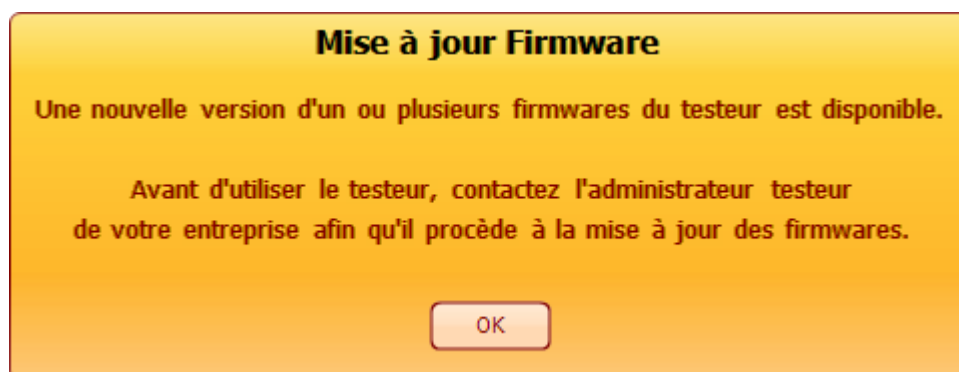 Mise à jour Firmware
Une nouvelle version d'un ou plusieurs firmwares du testeur est disponible.
Avant d'utiliser le testeur, contactez l'administrateur testeur
de votre entreprise afin qu'il procède à la mise à jour des firmwares.
OK